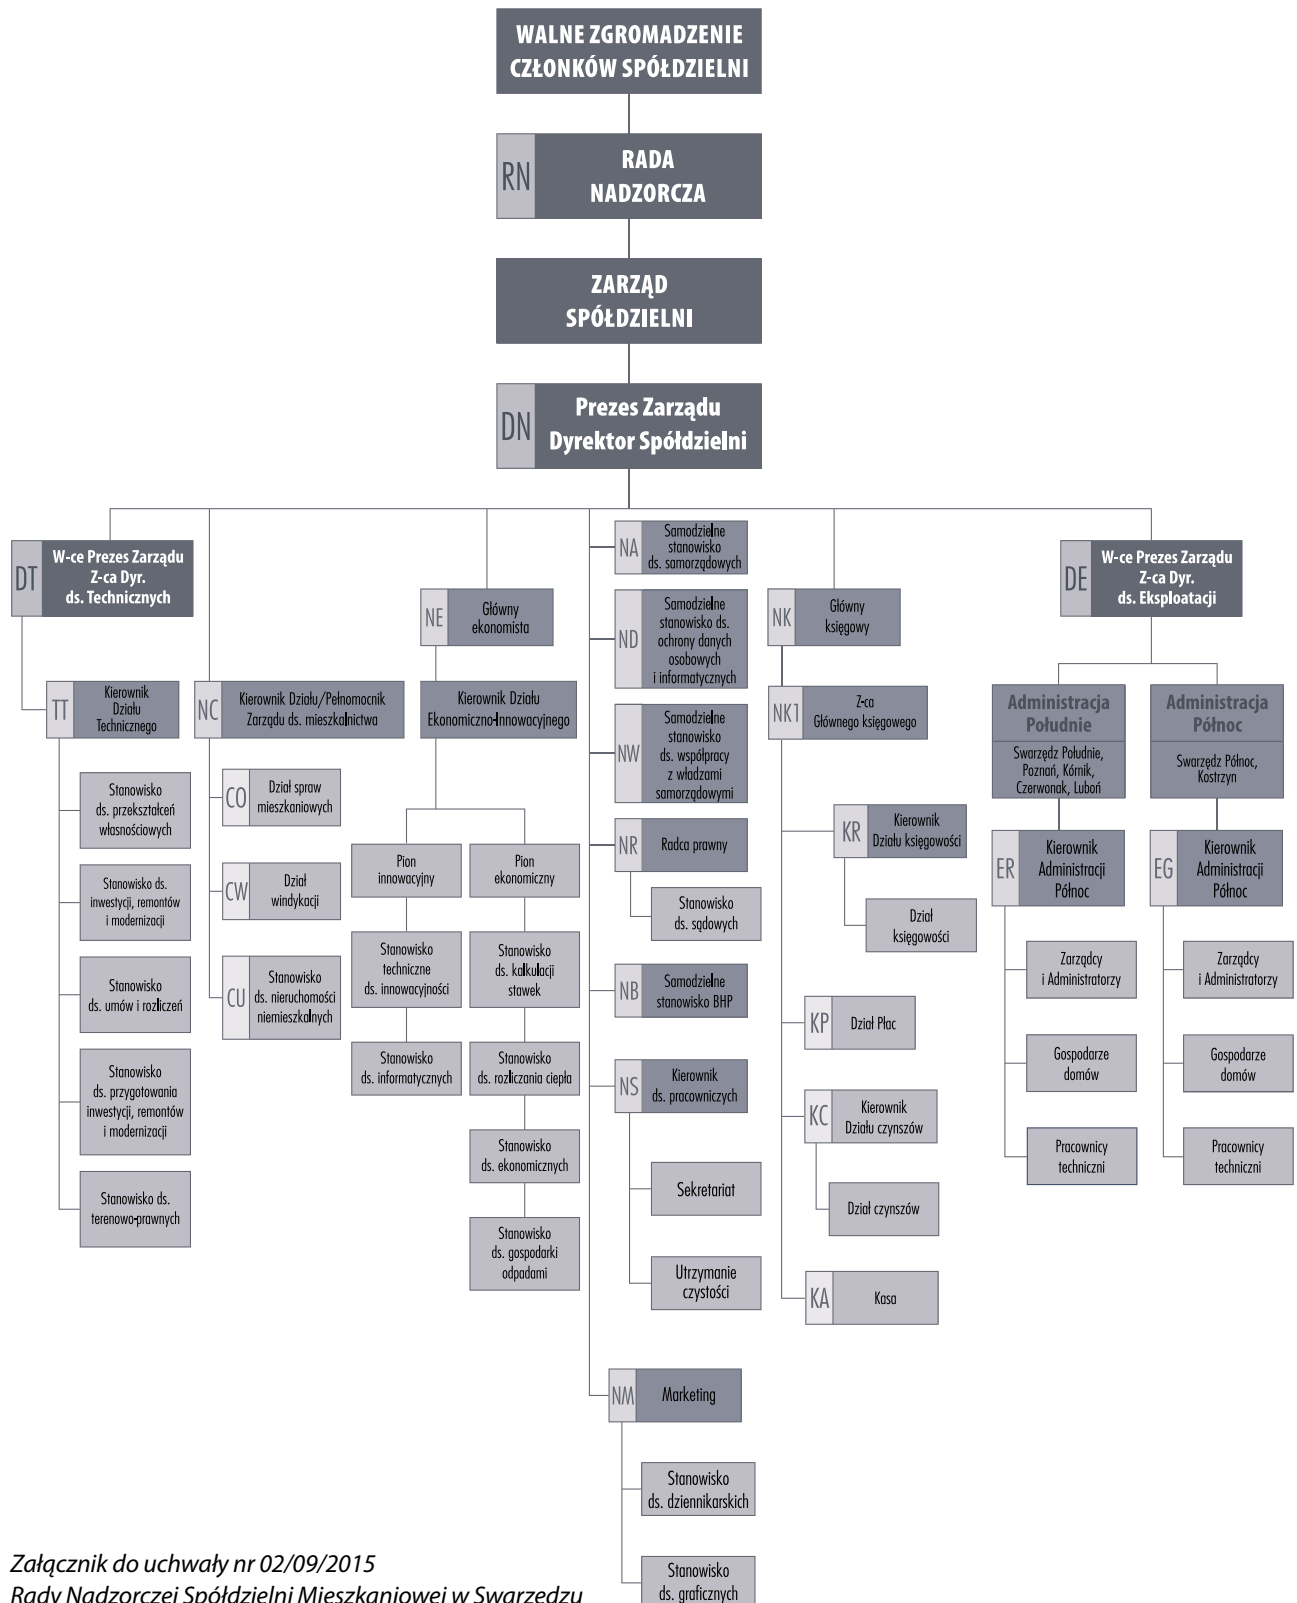 WALNE ZGROMADZENIE
CZŁONKÓW SPÓŁDZIELNI
RN
RADA
NADZORCZA
ZARZĄD
SPÓŁDZIELNI
DN
Prezes Zarządu
Dyrektor Spółdzielni
DT
W-ce Prezes Zarządu
Z-ca Dyr.
ds. Technicznych
TT
Kierownik
Działu
Technicznego
Stanowisko
ds. przekształceń
własnościowych
Stanowisko ds.
inwestycji, remontów
i modernizacji
Stanowisko
ds. umów i rozliczeń
Stanowisko
ds. przygotowania
inwestycji, remontów
i modernizacji
Stanowisko ds.
terenowo-prawnych
NC
Kierownik Działu/Pełnomocnik
Zarządu ds. mieszkalnictwa
CO
Dział spraw
mieszkaniowych
CW
Dział
windykacji
CU
Stanowisko
ds. nieruchomości
niemieszkalnych
NE
Główny
ekonomista
Kierownik Działu
Ekonomiczno-Innowacyjnego
Pion
innowacyjny
Stanowisko
techniczne
ds. innowacyjności
Stanowisko
ds. informatycznych
Pion
ekonomiczny
Stanowisko
ds. kalkulacji
stawek
Stanowisko
ds. rozliczania ciepła
Stanowisko
ds. ekonomicznych
Stanowisko
ds. gospodarki
odpadami
NA
Samodzielne
stanowisko
ds. samorządowych
ND
Samodzielne
stanowisko ds.
ochrony danych
osobowych
i informatycznych
NW
Samodzielne
stanowisko
ds. współpracy
z władzami
samorządowymi
NR
Radca prawny
Stanowisko
ds. sądowych
NB
Samodzielne
stanowisko BHP
NS
Kierownik
ds. pracowniczych
Sekretariat
Utrzymanie
czystości
NM
Marketing
Stanowisko
ds. dziennikarskich
Stanowisko
ds. graficznych
NK
Główny
księgowy
NK1
Z-ca
Głównego księgowego
KR
Kierownik
Działu księgowości
Dział
księgowości
KP
Dział Płac
KC
Kierownik
Działu czynszów
Dział czynszów
KA
Kasa
DE
W-ce Prezes Zarządu
Z-ca Dyr.
ds. Eksploatacji
Administracja
Południe
Swarzędz Południe,
Poznań, Kórnik,
Czerwonak, Luboń
ER
Kierownik
Administracji
Północ
Zarządcy
i Administratorzy
Gospodarze
domów
Pracownicy
techniczni
Administracja
Północ
Swarzędz Północ,
Kostrzyn
EG
Kierownik
Administracji
Północ
Zarządcy
i Administratorzy
Gospodarze
domów
Pracownicy
techniczni
Załącznik do uchwały nr 02/09/2015
Rady Nadzorczej Spółdzielni Mieszkaniowej w Swarzędzu